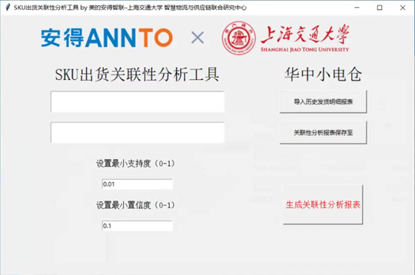 SKU出货关联性分析工具 by 美的安得智联-上海交通大学 智慧物流与供应链联合研究中心
安得ANNTO × 上海交通大学
SHANGHAI JIAO TONG UNIVERSITY
SKU出货关联性分析工具
华中小电仓
导入历史发货明细报表
关联性分析报表保存至
设置最小支持度（0-1）
0.01
设置最小置信度（0-1）
0.1
生成关联性分析报表